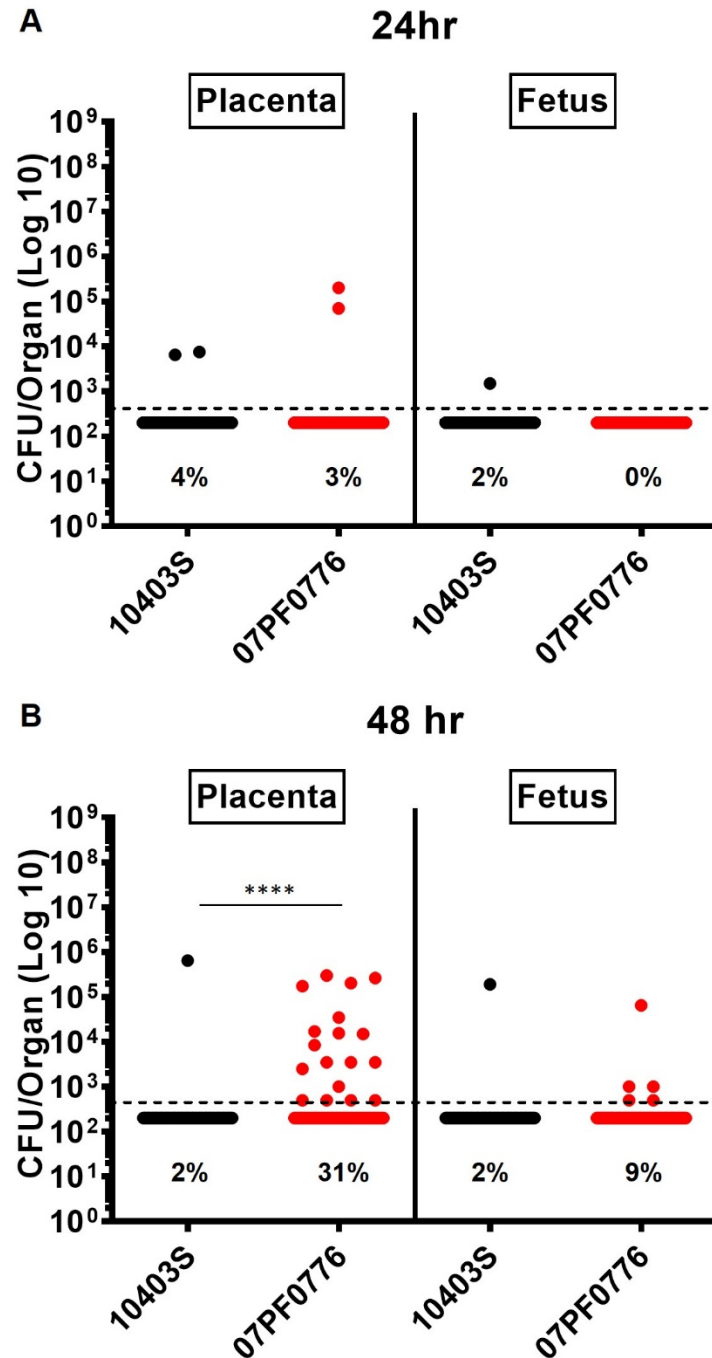 A
24hr
Placenta
Fetus
CFU/Organ (Log 10)
10⁹
10⁸
10⁷
10⁶
10⁵
10⁴
10³
10²
10¹
10⁰
4%
3%
2%
0%
10403S
07PF0776
10403S
07PF0776
B
48 hr
Placenta
Fetus
CFU/Organ (Log 10)
10⁹
10⁸
10⁷
10⁶
10⁵
10⁴
10³
10²
10¹
10⁰
****
2%
31%
2%
9%
10403S
07PF0776
10403S
07PF0776